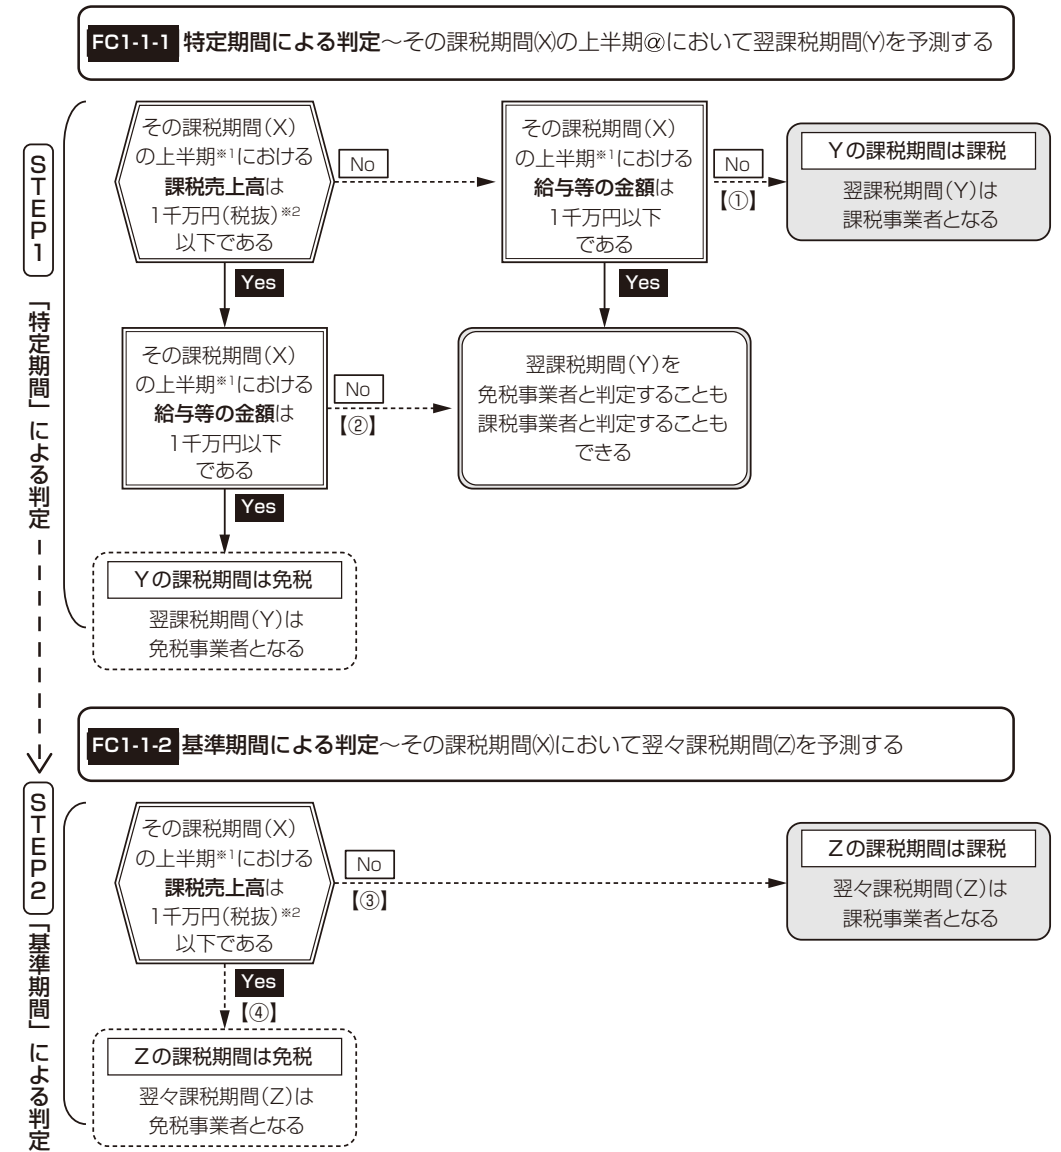 FC1-1-1 特定期間による判定～その課税期間(X)の上半期@において翌課税期間(Y)を予測する
STEP1
「特定期間」による判定
その課税期間(X)
の上半期※1における
課税売上高は
1千万円(税抜)※2
以下である
No
その課税期間(X)
の上半期※1における
給与等の金額は
1千万円以下
である
No
【①】
Yの課税期間は課税
翌課税期間(Y)は
課税事業者となる
Yes
Yes
その課税期間(X)
の上半期※1における
給与等の金額は
1千万円以下
である
No
【②】
翌課税期間(Y)を
免税事業者と判定することも
課税事業者と判定することも
できる
Yes
Yの課税期間は免税
翌課税期間(Y)は
免税事業者となる
FC1-1-2 基準期間による判定～その課税期間(X)において翌々課税期間(Z)を予測する
STEP2
「基準期間」による判定
その課税期間(X)
の上半期※1における
課税売上高は
1千万円(税抜)※2
以下である
No
【③】
Zの課税期間は課税
翌々課税期間(Z)は
課税事業者となる
Yes
【④】
Zの課税期間は免税
翌々課税期間(Z)は
免税事業者となる